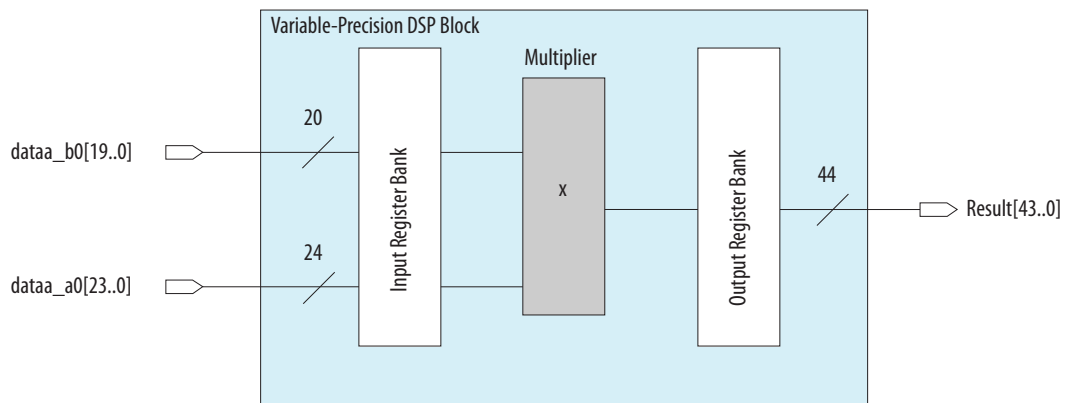 Variable-Precision DSP Block
Multiplier
20
dataa_b0[19..0]
44
x
Result[43..0]
24
dataa_a0[23..0]
Input Register Bank
Output Register Bank